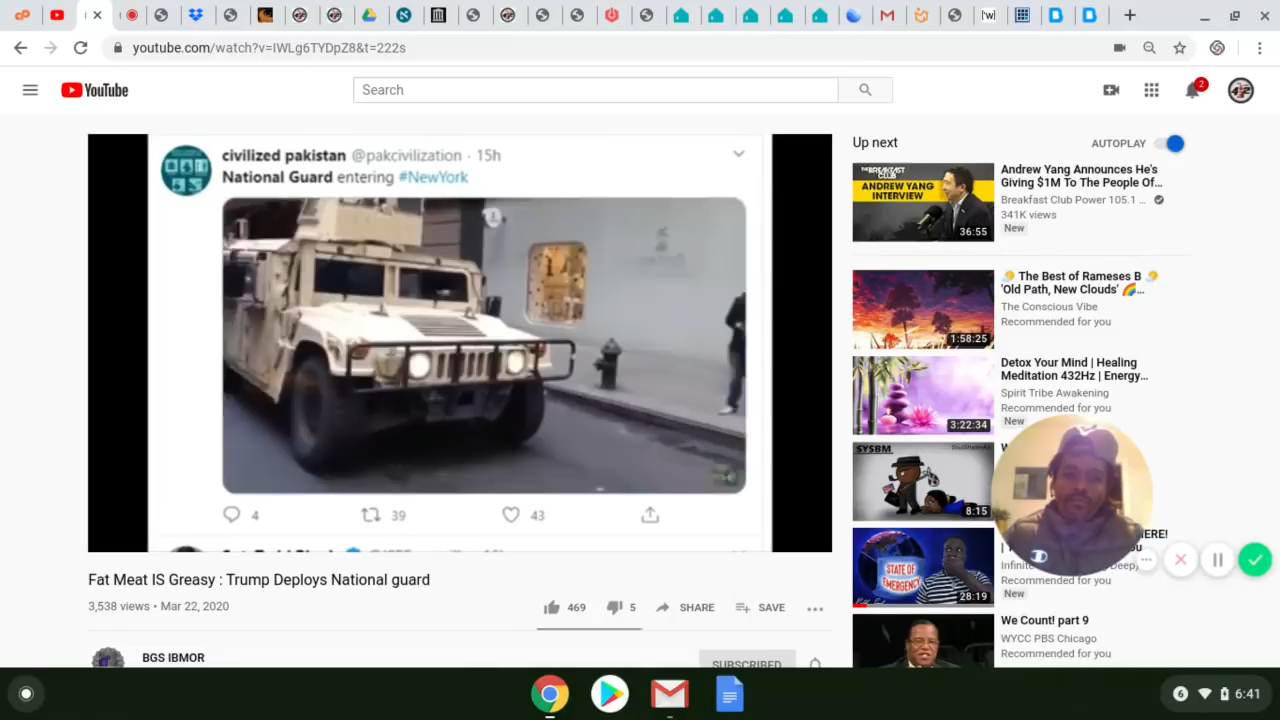 youtube.com/watch?v=IWLg6TYDpZ8&t=222s
YouTube
Search
2
civilized pakistan @pakcivilization · 15h
National Guard entering #NewYork
4
39
43
Fat Meat IS Greasy : Trump Deploys National guard
3,538 views • Mar 22, 2020
469
5
SHARE
SAVE
BGS IBMOR
SUBSCRIBED
Up next
AUTOPLAY
THE BREAKFAST CLUB
ANDREW YANG
INTERVIEW
36:55
Andrew Yang Announces He's
Giving $1M To The People Of...
Breakfast Club Power 105.1 ...
341K views
New
1:58:25
The Best of Rameses B
'Old Path, New Clouds' ...
The Conscious Vibe
Recommended for you
3:22:34
Detox Your Mind | Healing
Meditation 432Hz | Energy...
Spirit Tribe Awakening
Recommended for you
New
SYSBM
8:15
STATE OF
EMERGENCY
28:19
Recommended for you
New
We Count! part 9
WYCC PBS Chicago
Recommended for you
6
6:41